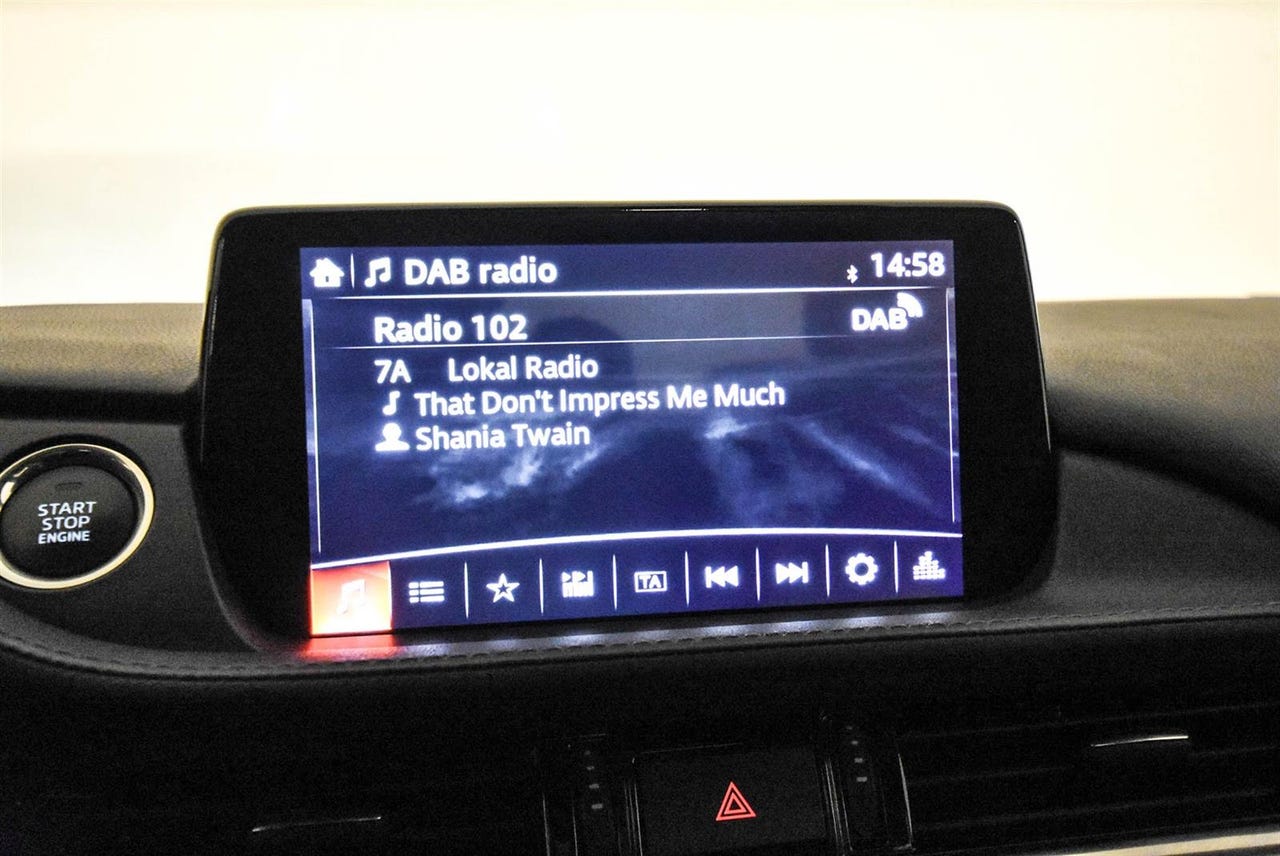 DAB radio
14:58
Radio 102
DAB
7A Lokal Radio
That Don't Impress Me Much
Shania Twain
TA
START
STOP
ENGINE